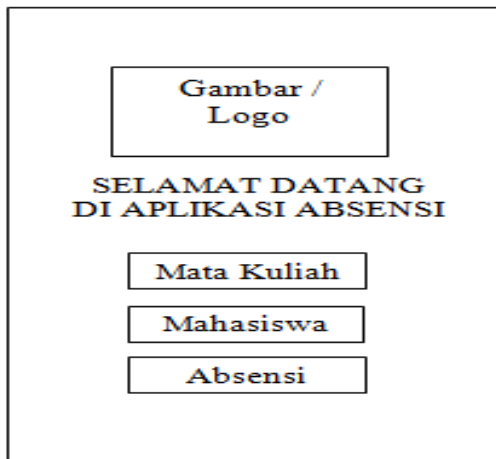 Gambar /
Logo
SELAMAT DATANG
DI APLIKASI ABSENSI
Mata Kuliah
Mahasiswa
Absensi